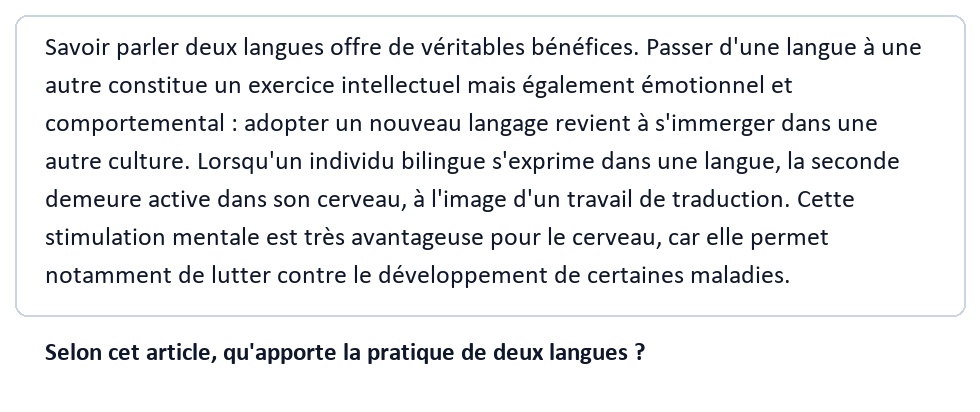 Savoir parler deux langues offre de véritables bénéfices. Passer d'une langue à une
autre constitue un exercice intellectuel mais également émotionnel et
comportemental : adopter un nouveau langage revient à s'immerger dans une
autre culture. Lorsqu'un individu bilingue s'exprime dans une langue, la seconde
demeure active dans son cerveau, à l'image d'un travail de traduction. Cette
stimulation mentale est très avantageuse pour le cerveau, car elle permet
notamment de lutter contre le développement de certaines maladies.
Selon cet article, qu'apporte la pratique de deux langues ?